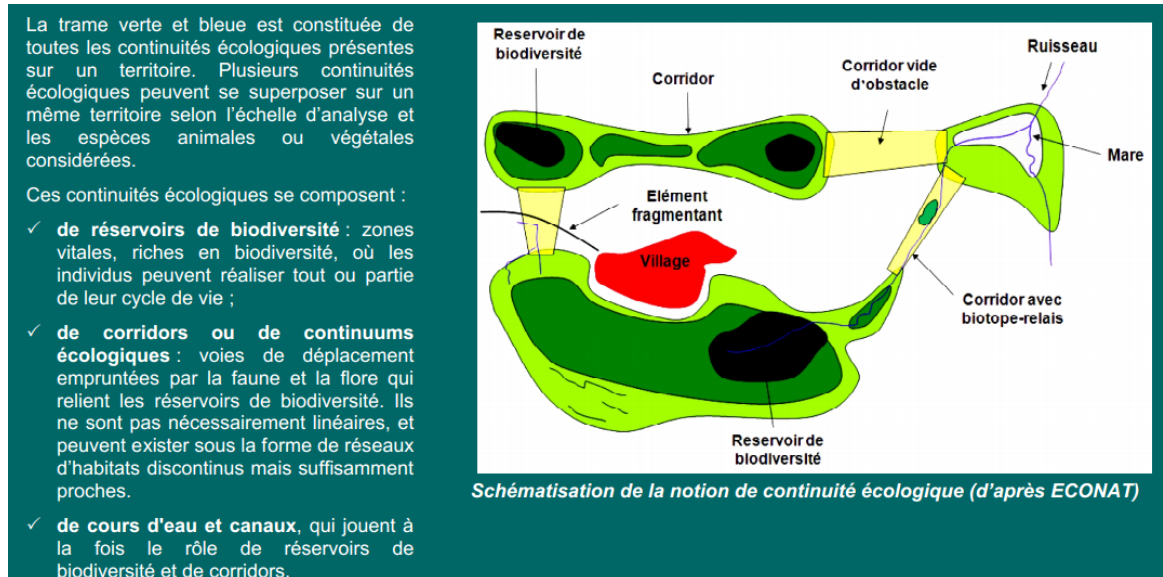 La trame verte et bleue est constituée de
toutes les continuités écologiques présentes
sur un territoire. Plusieurs continuités
écologiques peuvent se superposer sur un
même territoire selon l'échelle d'analyse et
les espèces animales ou végétales
considérées.
Ces continuités écologiques se composent :
✓ de réservoirs de biodiversité : zones
vitales, riches en biodiversité, où les
individus peuvent réaliser tout ou partie
de leur cycle de vie ;
✓ de corridors ou de continuums
écologiques : voies de déplacement
empruntées par la faune et la flore qui
relient les réservoirs de biodiversité. Ils
ne sont pas nécessairement linéaires, et
peuvent exister sous la forme de réseaux
d'habitats discontinus mais suffisamment
proches.
✓ de cours d'eau et canaux, qui jouent à
la fois le rôle de réservoirs de
biodiversité et de corridors.
Reservoir de
biodiversité
Corridor
Corridor vide
d'obstacle
Ruisseau
Mare
Elément
fragmentant
Village
Corridor avec
biotope-relais
Reservoir de
biodiversité
Schématisation de la notion de continuité écologique (d'après ECONAT)